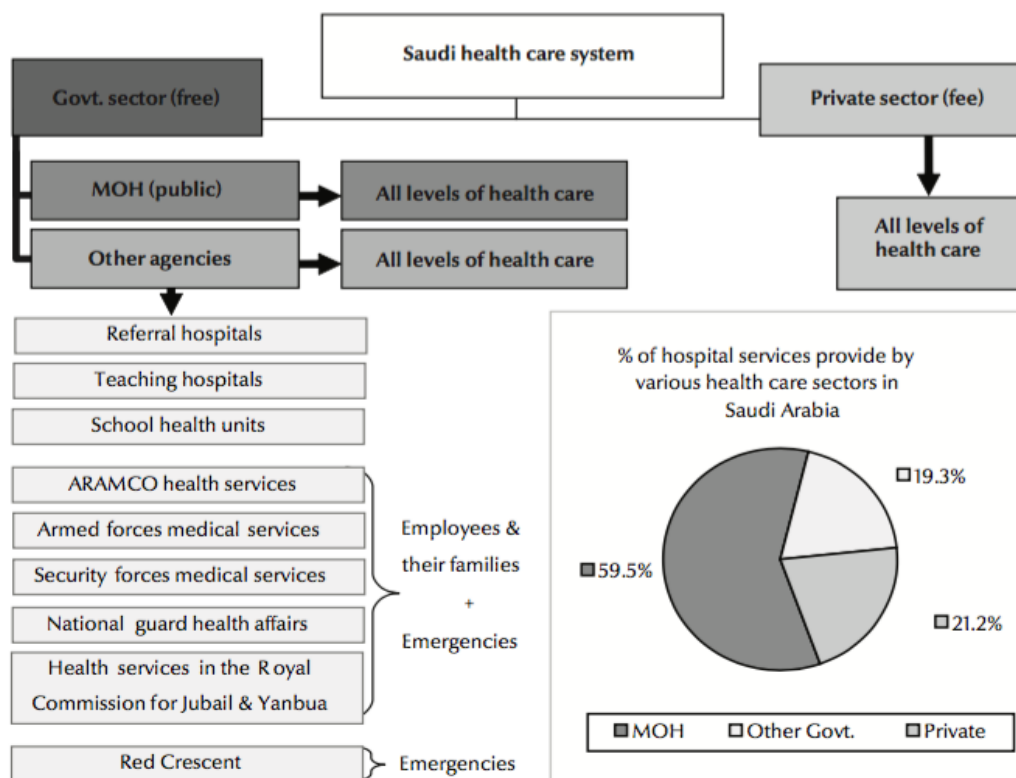 Saudi health care system
Govt. sector (free)
Private sector (fee)
MOH (public)
All levels of health care
Other agencies
All levels of health care
All levels of
health care
Referral hospitals
Teaching hospitals
School health units
ARAMCO health services
Armed forces medical services
Security forces medical services
National guard health affairs
Health services in the Royal
Commission for Jubail & Yanbua
Employees &
their families
+
Emergencies
Red Crescent
Emergencies
% of hospital services provide by
various health care sectors in
Saudi Arabia
19.3%
59.5%
21.2%
MOH
Other Govt.
Private